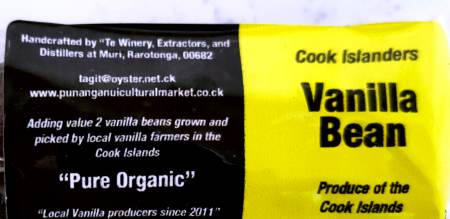 Handcrafted by "Te Winery, Extractors, and
Distillers at Muri, Rarotonga, 00682
tagit@oyster.net.ck
www.punanganuiculturalmarket.co.ck
Adding value 2 vanilla beans grown and
picked by local vanilla farmers in the
Cook Islands
"Pure Organic"
"Local Vanilla producers since 2011"
Cook Islanders
Vanilla
Bean
Produce of the
Cook Islands